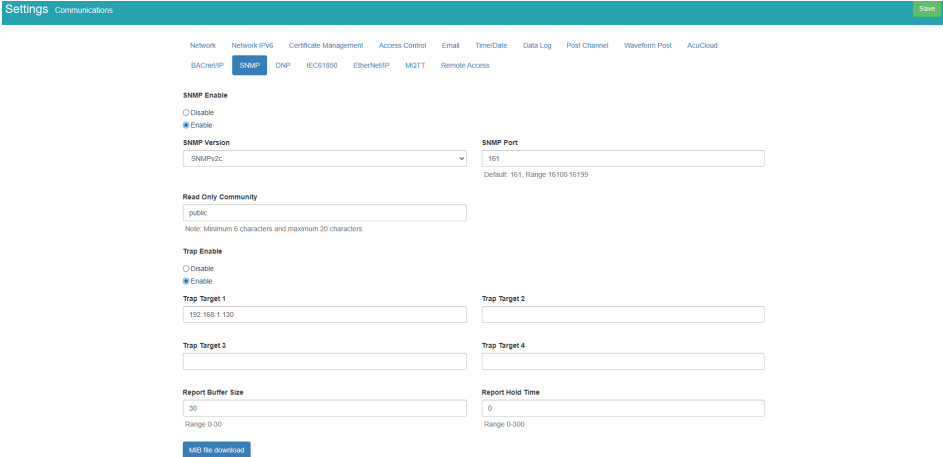 Settings Communications
Save
Network Network IPv6 Certificate Management Access Control Email Time/Date Data Log Post Channel Waveform Post AcuCloud
BACnet/IP SNMP DNP IEC61850 EtherNet/IP MQTT Remote Access
SNMP Enable
Disable
Enable
SNMP Version SNMP Port
SNMPv2c 161
Default: 161, Range 16100-16199
Read Only Community
public
Note: Minimum 6 characters and maximum 20 characters
Trap Enable
Disable
Enable
Trap Target 1 Trap Target 2
192.168.1.130
Trap Target 3 Trap Target 4
Report Buffer Size Report Hold Time
30 0
Range 0-30 Range 0-300
MIB file download